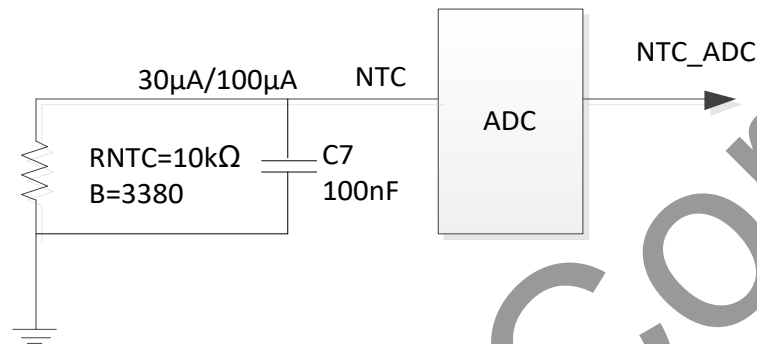 30μA/100μA
NTC
NTC_ADC
ADC
RNTC=10kΩ
B=3380
C7
100nF